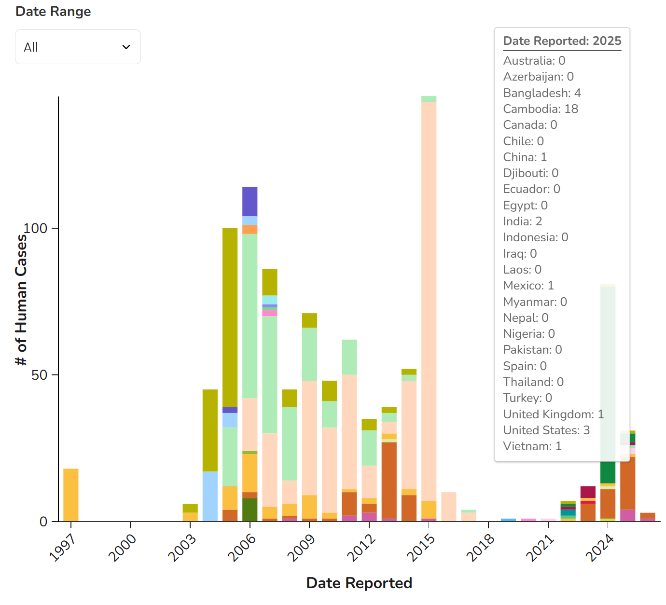 Date Range
All
Date Reported: 2025
Australia: 0
Azerbaijan: 0
Bangladesh: 4
Cambodia: 18
Canada: 0
Chile: 0
China: 1
Djibouti: 0
Ecuador: 0
Egypt: 0
India: 2
Indonesia: 0
Iraq: 0
Laos: 0
Mexico: 1
Myanmar: 0
Nepal: 0
Nigeria: 0
Pakistan: 0
Spain: 0
Thailand: 0
Turkey: 0
United Kingdom: 1
United States: 3
Vietnam: 1
# of Human Cases
100
50
0
1997
2000
2003
2006
2009
2012
2015
2018
2021
2024
Date Reported